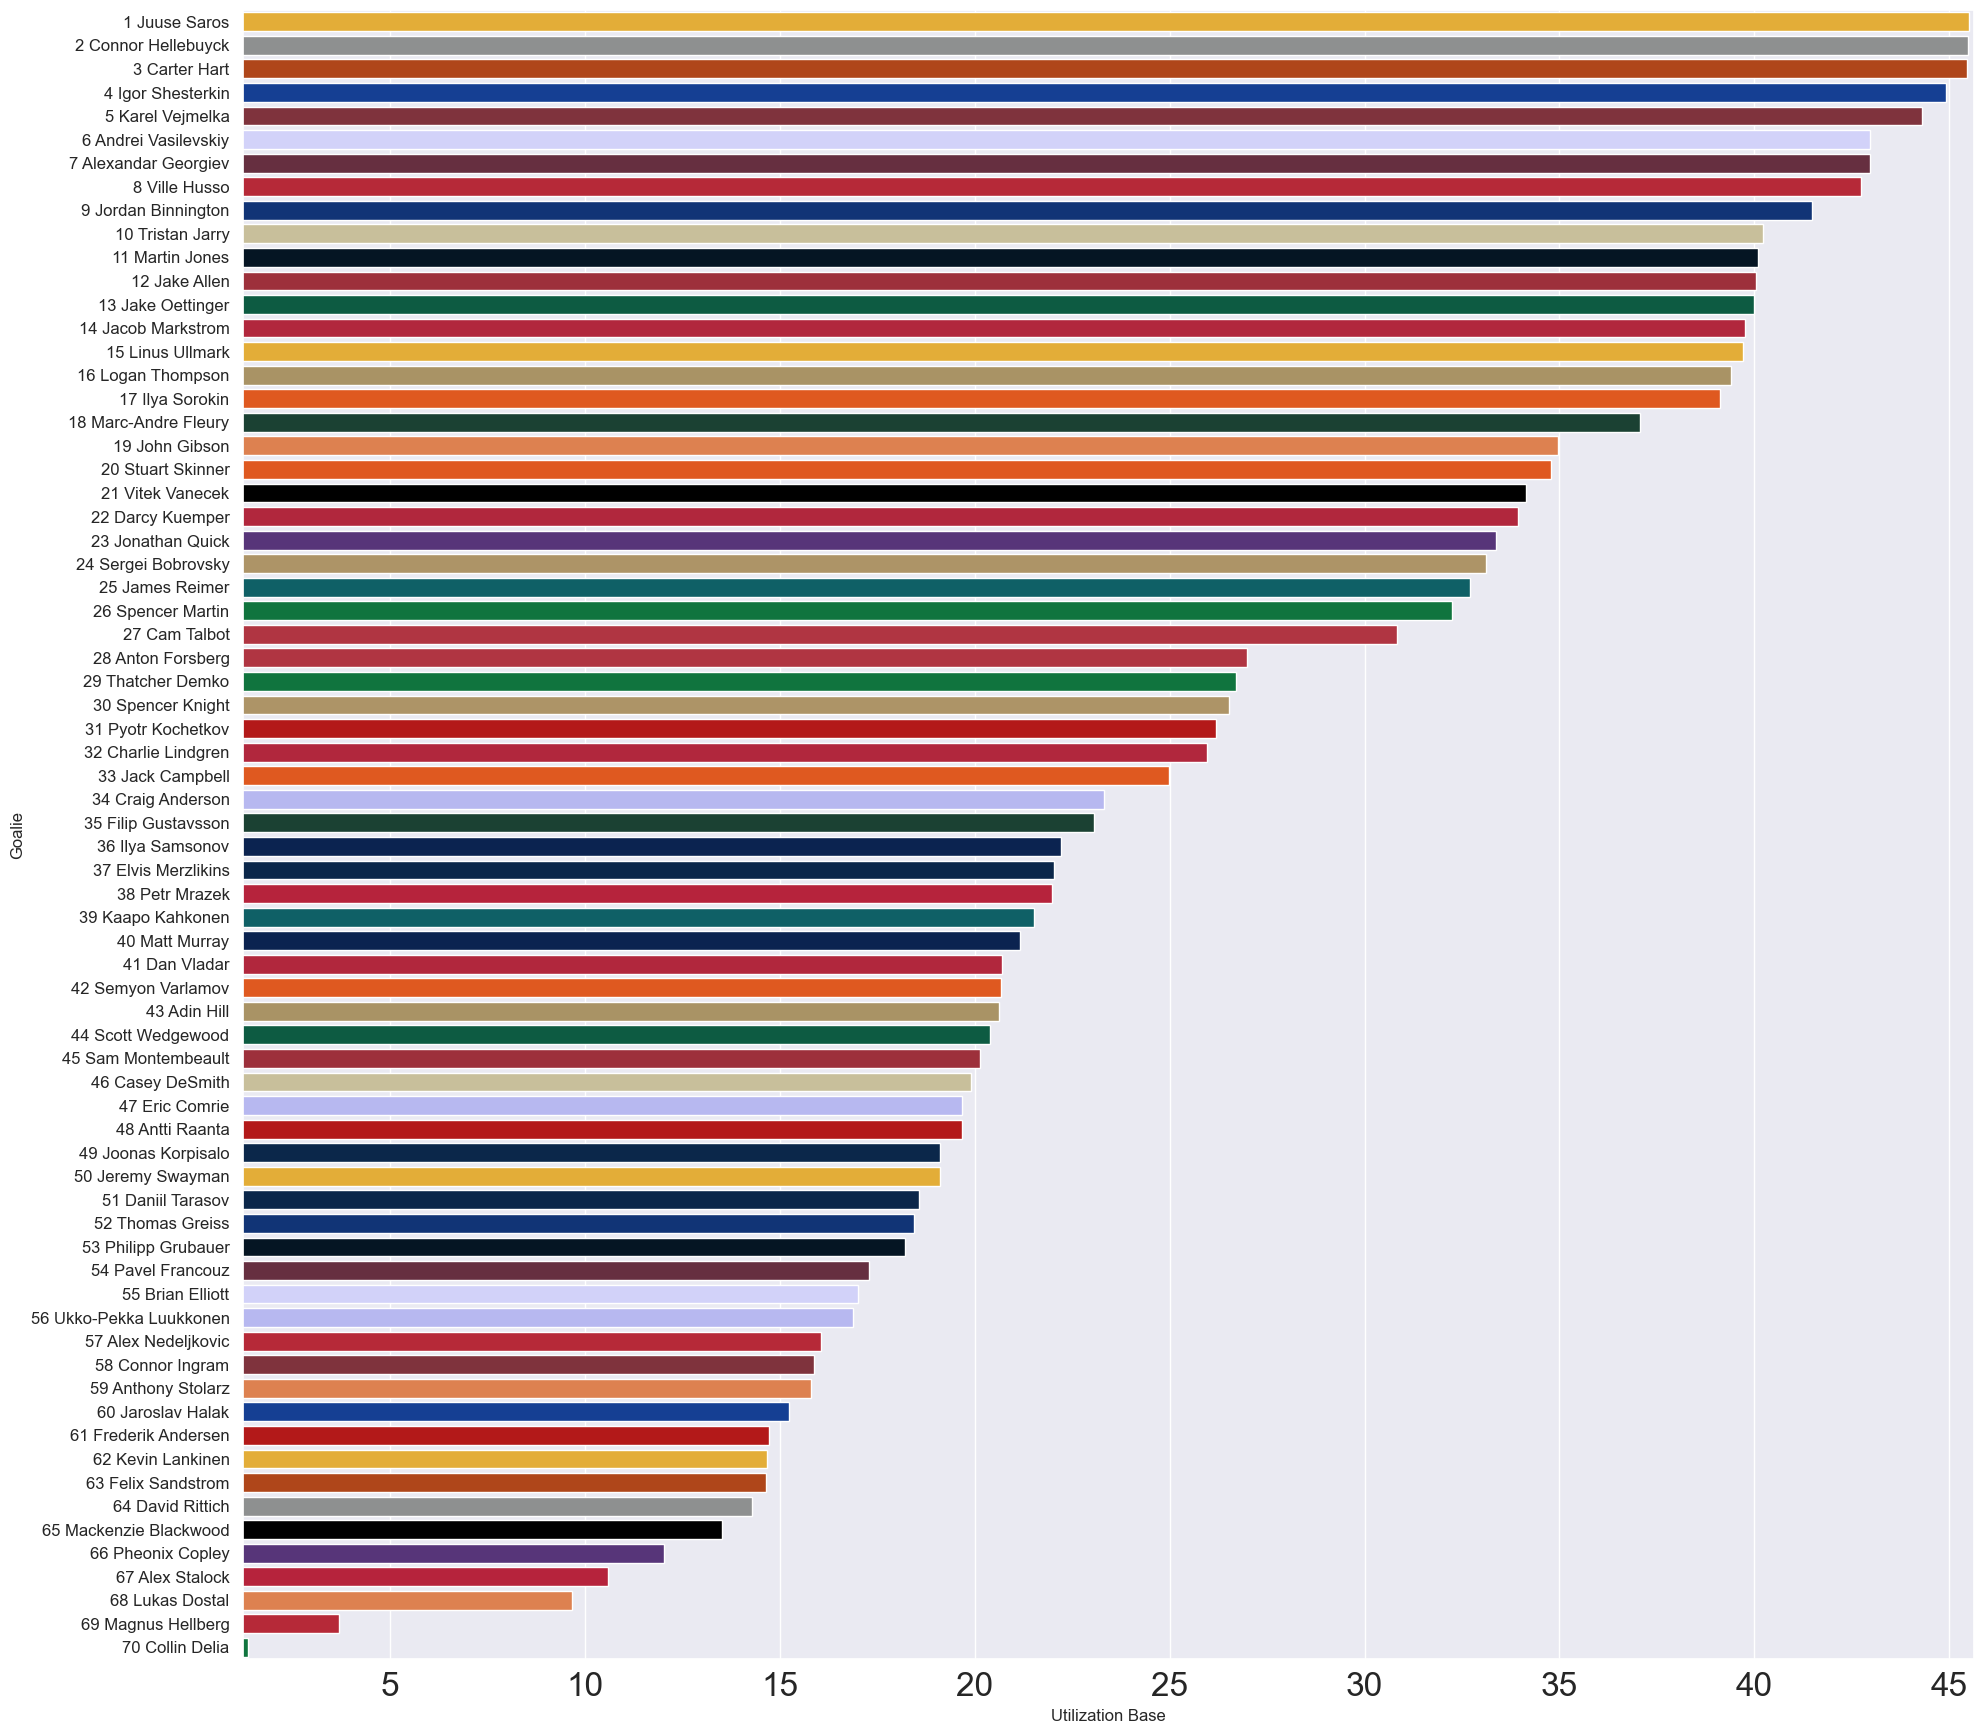 1 Juuse Saros
2 Connor Hellebuyck
3 Carter Hart
4 Igor Shesterkin
5 Karel Vejmelka
6 Andrei Vasilevskiy
7 Alexandar Georgiev
8 Ville Husso
9 Jordan Binnington
10 Tristan Jarry
11 Martin Jones
12 Jake Allen
13 Jake Oettinger
14 Jacob Markstrom
15 Linus Ullmark
16 Logan Thompson
17 Ilya Sorokin
18 Marc-Andre Fleury
19 John Gibson
20 Stuart Skinner
21 Vitek Vanecek
22 Darcy Kuemper
23 Jonathan Quick
24 Sergei Bobrovsky
25 James Reimer
26 Spencer Martin
27 Cam Talbot
28 Anton Forsberg
29 Thatcher Demko
30 Spencer Knight
31 Pyotr Kochetkov
32 Charlie Lindgren
33 Jack Campbell
34 Craig Anderson
35 Filip Gustavsson
36 Ilya Samsonov
37 Elvis Merzlikins
38 Petr Mrazek
39 Kaapo Kahkonen
40 Matt Murray
41 Dan Vladar
42 Semyon Varlamov
43 Adin Hill
44 Scott Wedgewood
45 Sam Montembeault
46 Casey DeSmith
47 Eric Comrie
48 Antti Raanta
49 Joonas Korpisalo
50 Jeremy Swayman
51 Daniil Tarasov
52 Thomas Greiss
53 Philipp Grubauer
54 Pavel Francouz
55 Brian Elliott
56 Ukko-Pekka Luukkonen
57 Alex Nedeljkovic
58 Connor Ingram
59 Anthony Stolarz
60 Jaroslav Halak
61 Frederik Andersen
62 Kevin Lankinen
63 Felix Sandstrom
64 David Rittich
65 Mackenzie Blackwood
66 Pheonix Copley
67 Alex Stalock
68 Lukas Dostal
69 Magnus Hellberg
70 Collin Delia
Goalie
5 10 15 20 25 30 35 40 45
Utilization Base